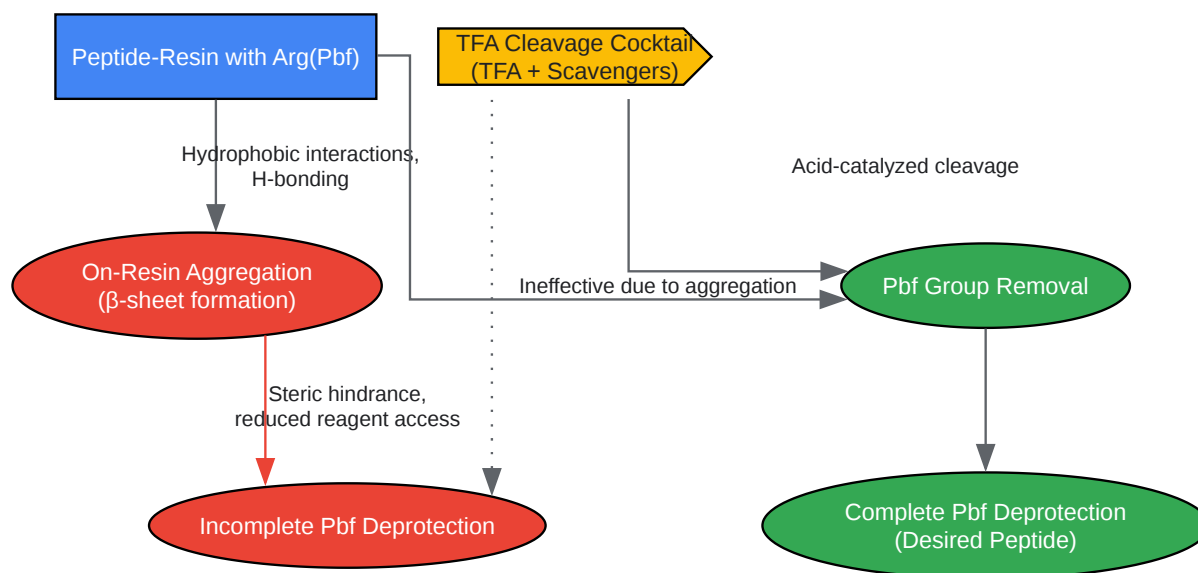 Peptide-Resin with Arg(Pbf)
TFA Cleavage Cocktail
(TFA + Scavengers)
Hydrophobic interactions,
H-bonding
Acid-catalyzed cleavage
On-Resin Aggregation
(β-sheet formation)
Ineffective due to aggregation
Pbf Group Removal
Steric hindrance,
reduced reagent access
Incomplete Pbf Deprotection
Complete Pbf Deprotection
(Desired Peptide)